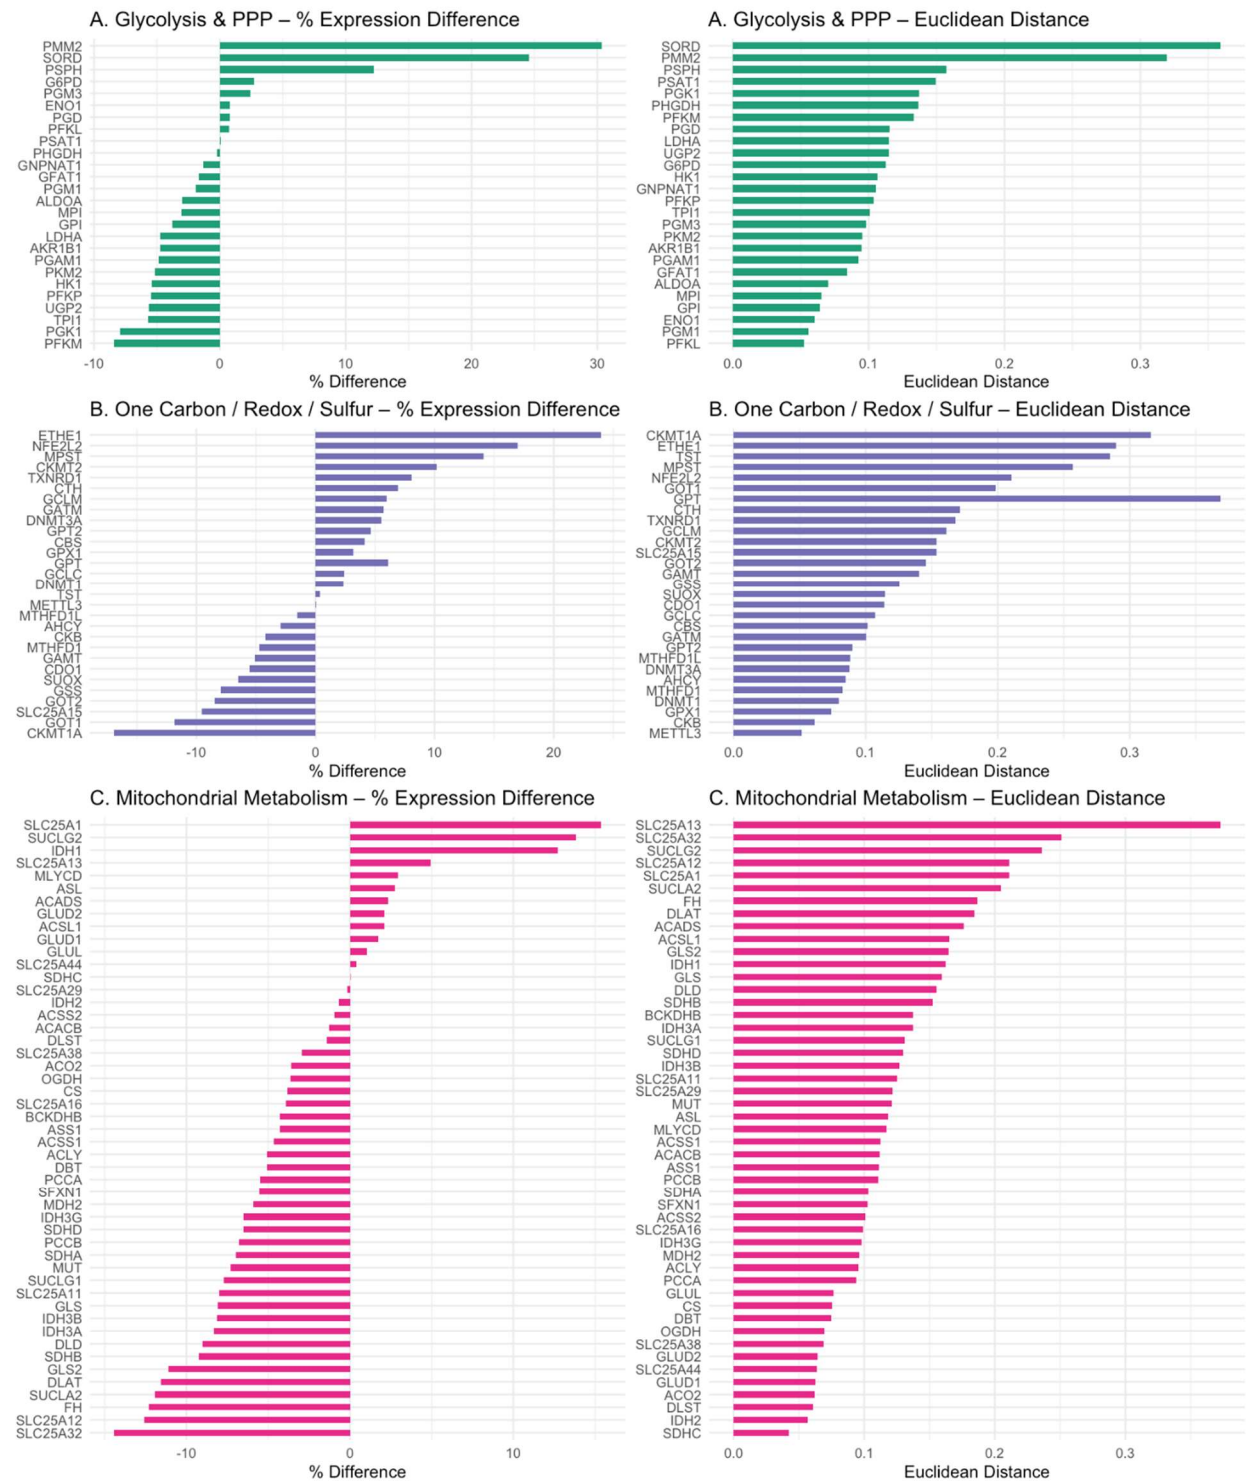 A. Glycolysis & PPP – % Expression Difference
PMM2
SORD
PSPH
G6PD
PGM3
ENO1
PGD
PFKL
PSAT1
PHGDH
GNPNAT1
GFAT1
PGM1
ALDOA
MPI
GPI
LDHA
AKR1B1
PGAM1
PKM2
HK1
PFKP
UGP2
TPI1
PGK1
PFKM
-10 0 10 20 30
% Difference
A. Glycolysis & PPP – Euclidean Distance
SORD
PMM2
PSPH
PSAT1
PGK1
PHGDH
PFKM
PGD
LDHA
UGP2
G6PD
HK1
GNPNAT1
PFKP
TPI1
PGM3
PKM2
AKR1B1
PGAM1
GFAT1
ALDOA
MPI
GPI
ENO1
PGM1
PFKL
0.0 0.1 0.2 0.3
Euclidean Distance
B. One Carbon / Redox / Sulfur – % Expression Difference
ETHE1
NFE2L2
MPST
CKMT2
TXNRD1
CTH
GCLM
GATM
DNMT3A
GPT2
CBS
GPX1
GPT
GCLC
DNMT1
TST
METTL3
MTHFD1L
AHCY
CKB
MTHFD1
GAMT
CDO1
SUOX
GSS
GOT2
SLC25A15
GOT1
CKMT1A
-10 0 10 20
% Difference
B. One Carbon / Redox / Sulfur – Euclidean Distance
CKMT1A
ETHE1
TST
MPST
NFE2L2
GOT1
GPT
CTH
TXNRD1
GCLM
CKMT2
SLC25A15
GOT2
GAMT
GSS
SUOX
CDO1
GCLC
CBS
GATM
GPT2
MTHFD1L
DNMT3A
AHCY
MTHFD1
DNMT1
GPX1
CKB
METTL3
0.0 0.1 0.2 0.3
Euclidean Distance
C. Mitochondrial Metabolism – % Expression Difference
SLC25A1
SUCLG2
IDH1
SLC25A13
MLYCD
ASL
ACADS
GLUD2
ACSL1
GLUD1
GLUL
SLC25A44
SDHC
SLC25A29
IDH2
ACSS2
ACACB
DLST
SLC25A38
ACO2
OGDH
CS
SLC25A16
BCKDHB
ASS1
ACSS1
ACLY
DBT
PCCA
SFXN1
MDH2
IDH3G
SDHD
PCCB
SDHA
MUT
SUCLG1
SLC25A11
GLS
IDH3B
IDH3A
DLD
SDHB
GLS2
DLAT
SUCLA2
FH
SLC25A12
SLC25A32
-10 0 10
% Difference
C. Mitochondrial Metabolism – Euclidean Distance
SLC25A13
SLC25A32
SUCLG2
SLC25A12
SLC25A1
SUCLA2
FH
DLAT
ACADS
ACSL1
GLS2
IDH1
GLS
DLD
SDHB
BCKDHB
IDH3A
SUCLG1
SDHD
IDH3B
SLC25A11
SLC25A29
MUT
ASL
MLYCD
ACSS1
ACACB
ASS1
PCCB
SDHA
SFXN1
ACSS2
SLC25A16
IDH3G
MDH2
ACLY
PCCA
GLUL
CS
DBT
OGDH
SLC25A38
GLUD2
SLC25A44
GLUD1
ACO2
DLST
IDH2
SDHC
0.0 0.1 0.2 0.3
Euclidean Distance